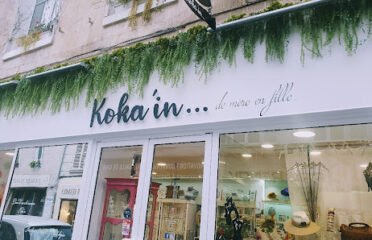 Koka'in... de mère en fille